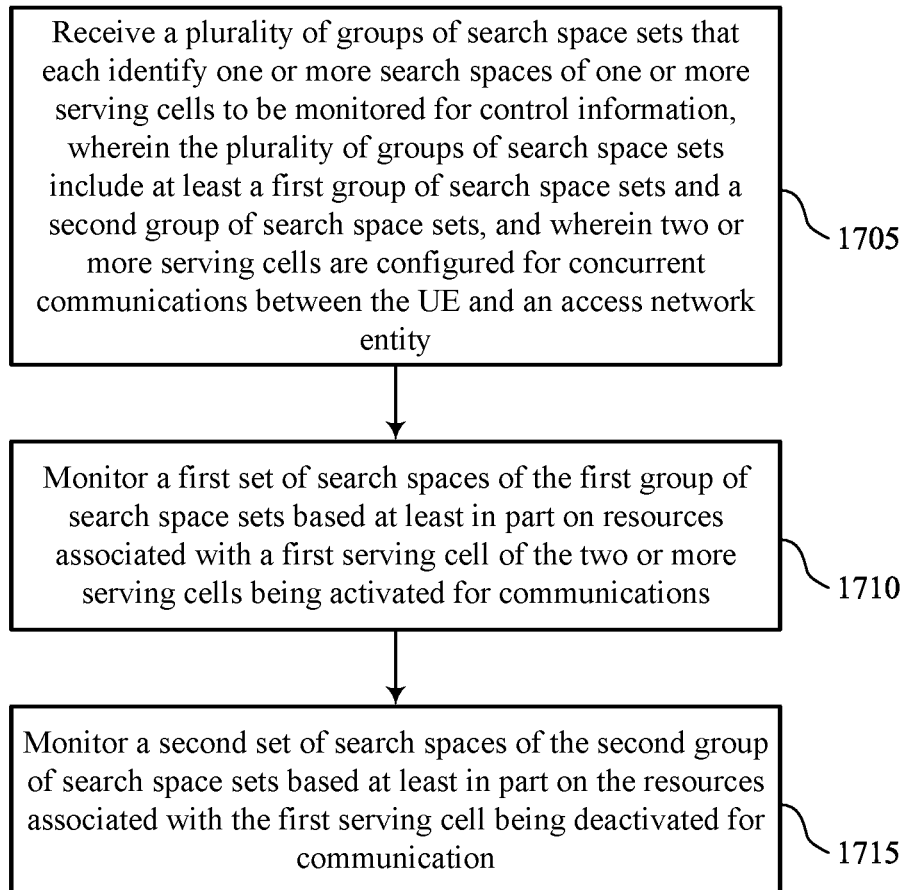 Receive a plurality of groups of search space sets that
each identify one or more search spaces of one or more
serving cells to be monitored for control information,
wherein the plurality of groups of search space sets
include at least a first group of search space sets and a
second group of search space sets, and wherein two or
more serving cells are configured for concurrent
communications between the UE and an access network
entity
1705
Monitor a first set of search spaces of the first group of
search space sets based at least in part on resources
associated with a first serving cell of the two or more
serving cells being activated for communications
1710
Monitor a second set of search spaces of the second group
of search space sets based at least in part on the resources
associated with the first serving cell being deactivated for
communication
1715